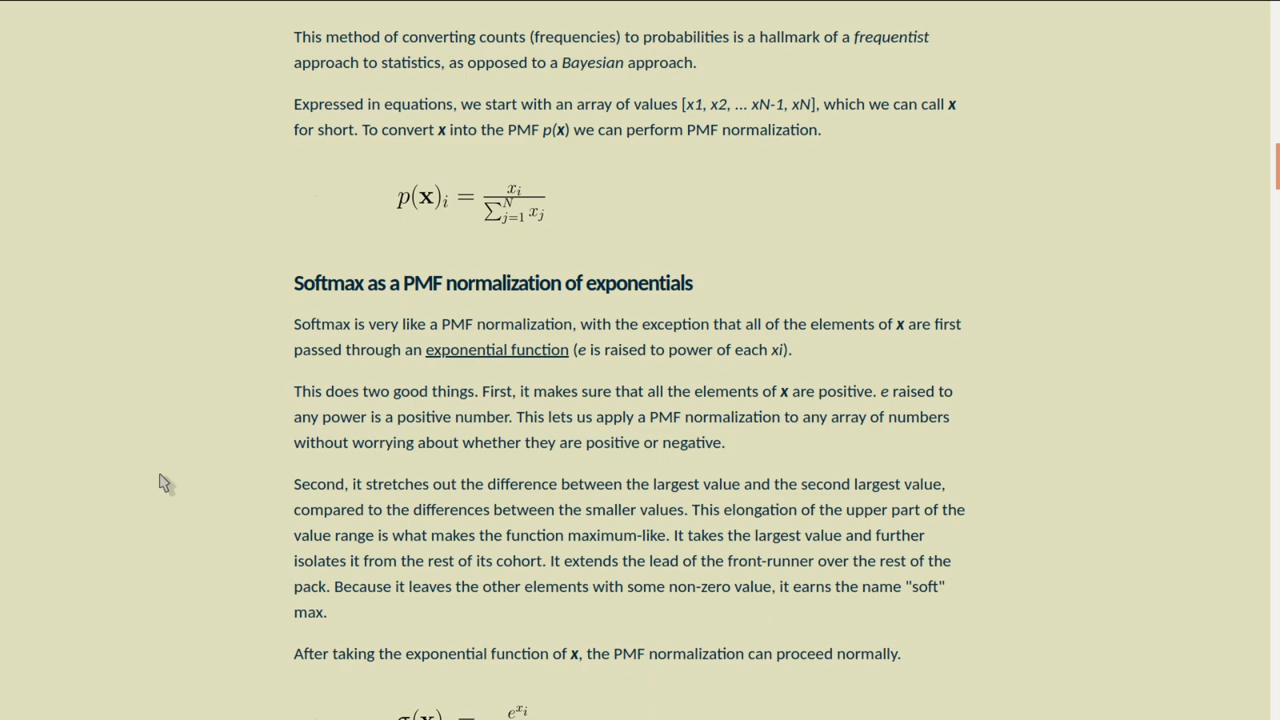 This method of converting counts (frequencies) to probabilities is a hallmark of a frequentist
approach to statistics, as opposed to a Bayesian approach.
Expressed in equations, we start with an array of values [x1, x2, ... xN-1, xN], which we can call x
for short. To convert x into the PMF p(x) we can perform PMF normalization.
p(x)_i = x_i / ∑_{j=1}^{N} x_j
Softmax as a PMF normalization of exponentials
Softmax is very like a PMF normalization, with the exception that all of the elements of x are first
passed through an exponential function (e is raised to power of each xi).
This does two good things. First, it makes sure that all the elements of x are positive. e raised to
any power is a positive number. This lets us apply a PMF normalization to any array of numbers
without worrying about whether they are positive or negative.
Second, it stretches out the difference between the largest value and the second largest value,
compared to the differences between the smaller values. This elongation of the upper part of the
value range is what makes the function maximum-like. It takes the largest value and further
isolates it from the rest of its cohort. It extends the lead of the front-runner over the rest of the
pack. Because it leaves the other elements with some non-zero value, it earns the name "soft"
max.
After taking the exponential function of x, the PMF normalization can proceed normally.
σ(x) = e^{x_i}